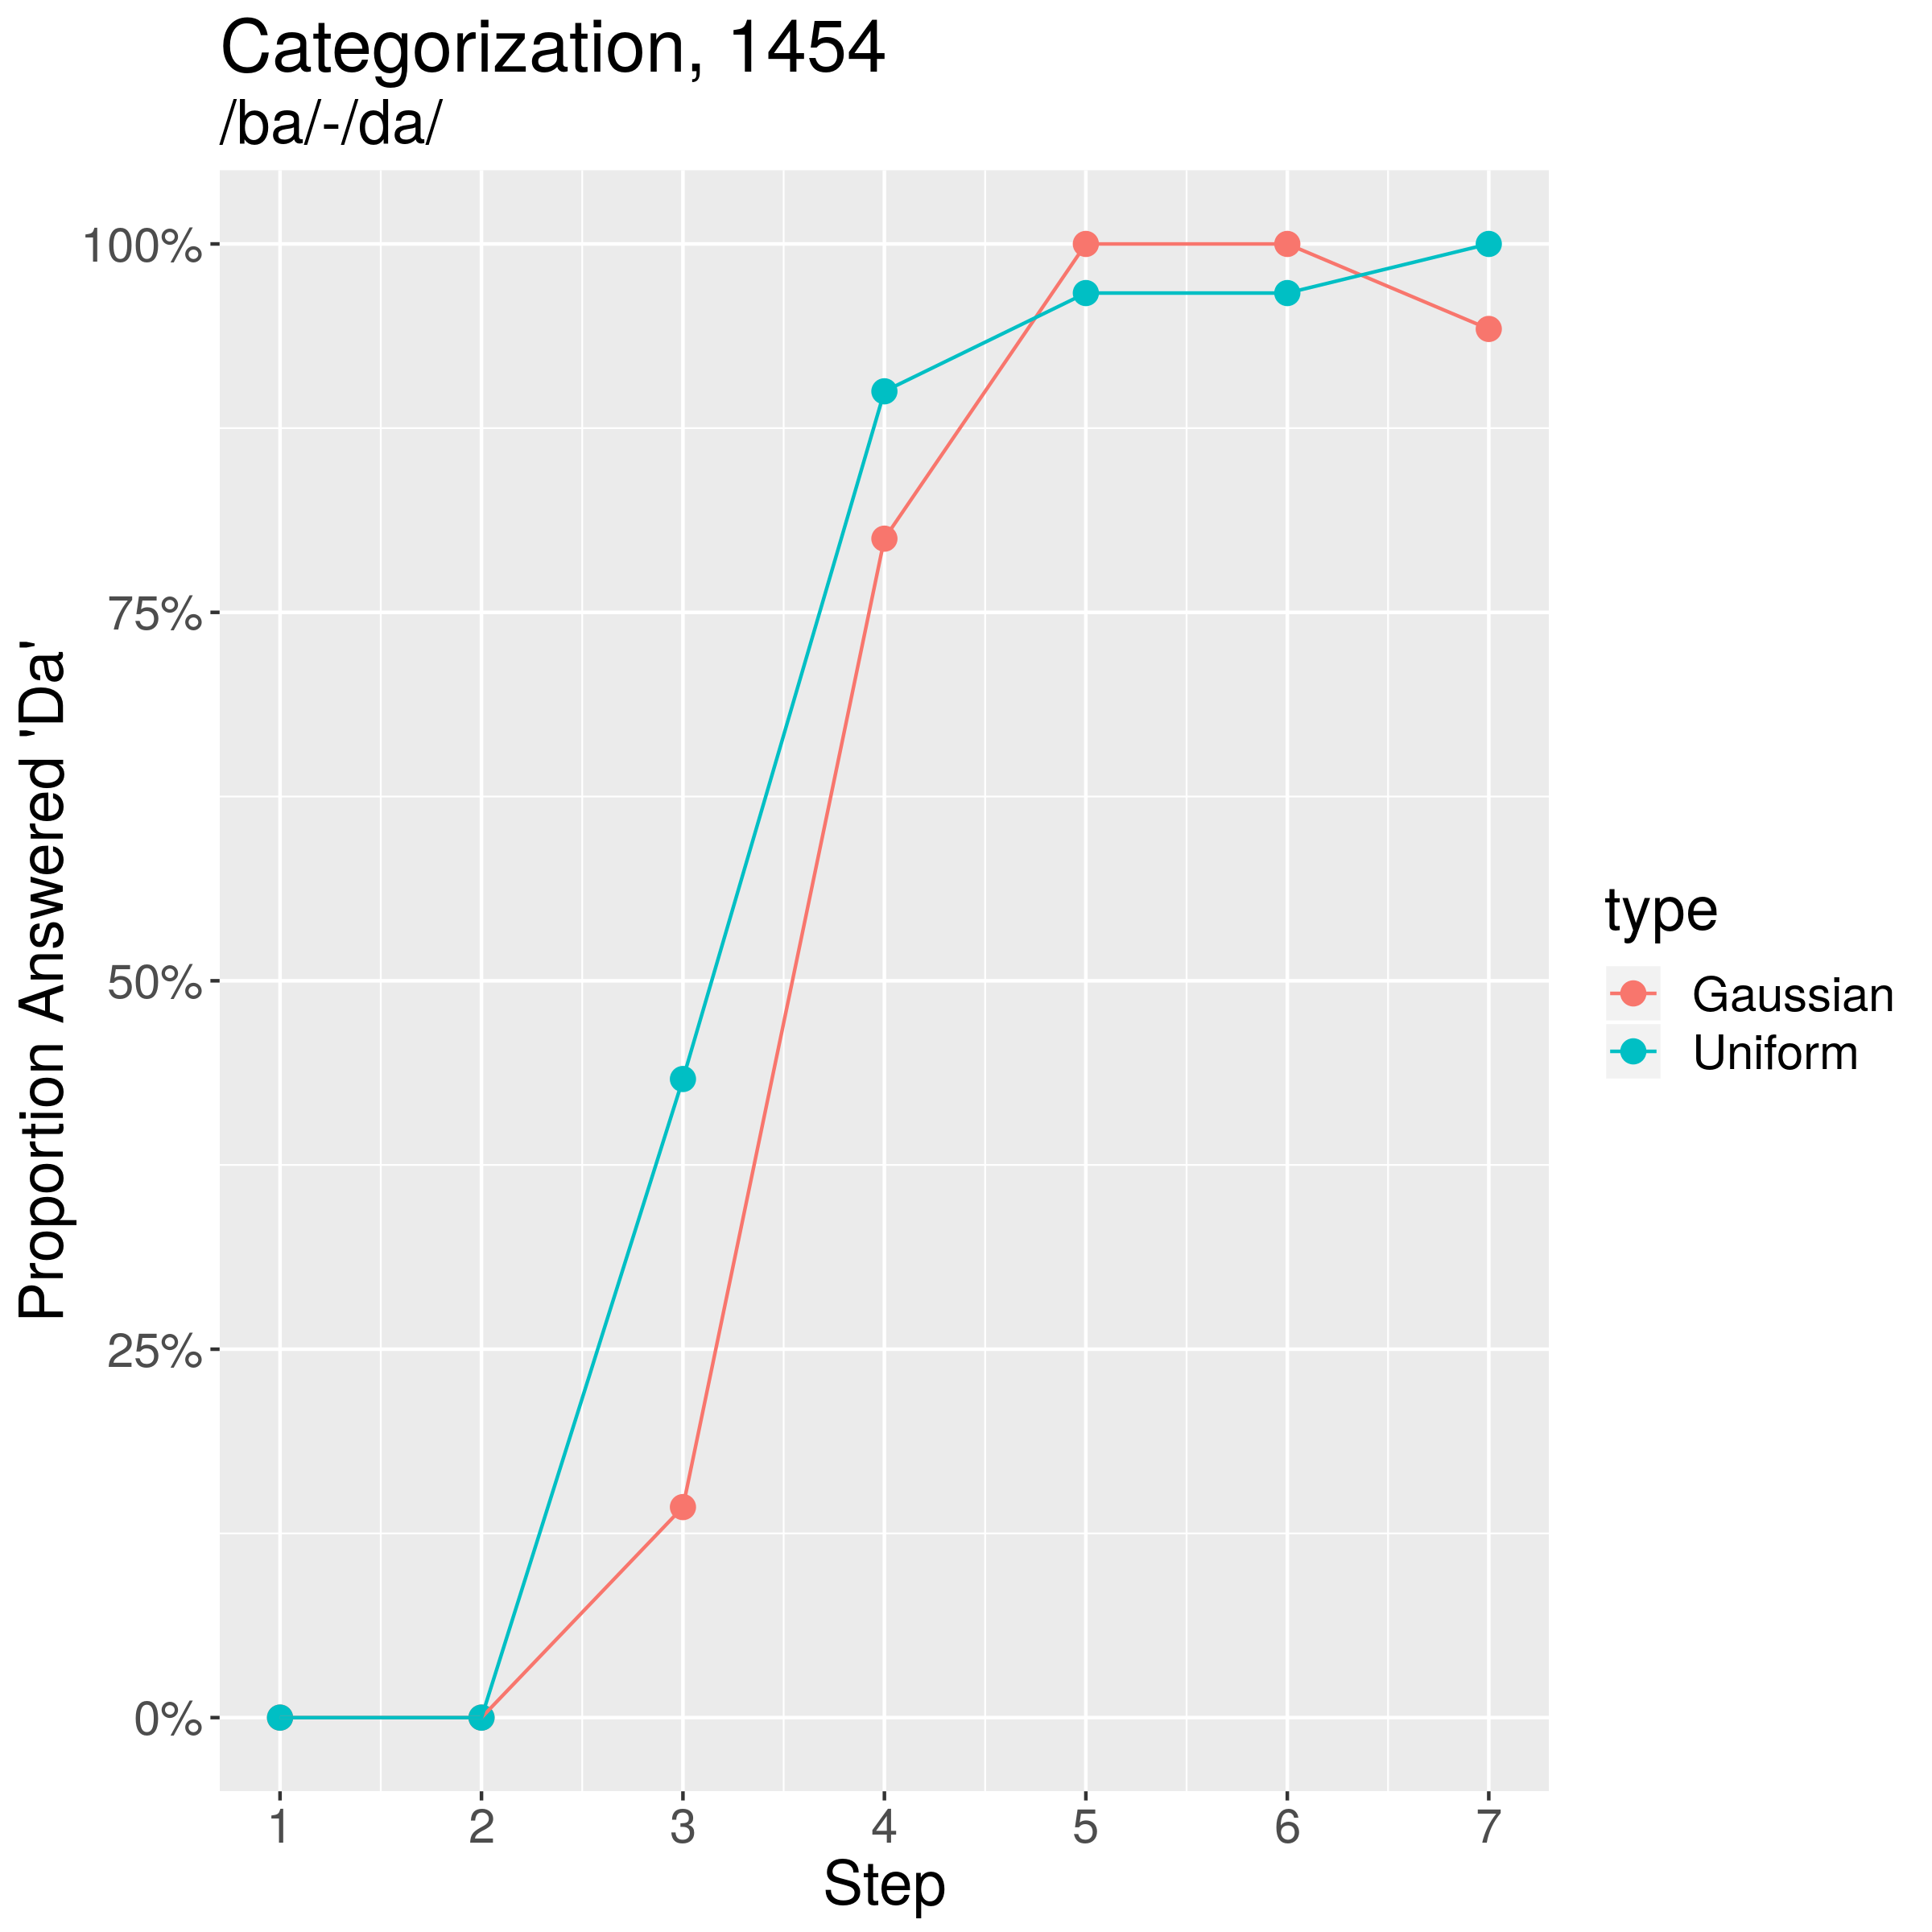 Categorization, 1454
/ba/-/da/
Proportion Answered 'Da'
100%
75%
50%
25%
0%
1 2 3 4 5 6 7
Step
type
Gaussian
Uniform